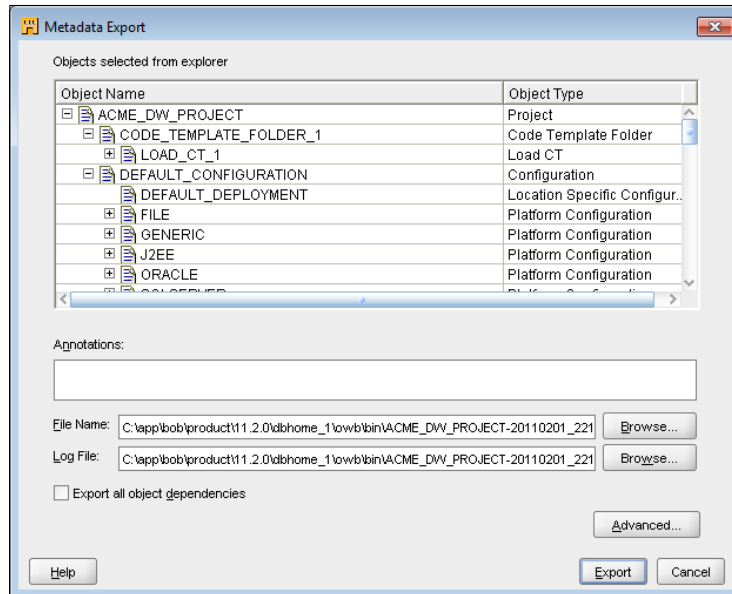 Metadata Export
Objects selected from explorer
Object Name Object Type
ACME_DW_PROJECT Project
CODE_TEMPLATE_FOLDER_1 Code Template Folder
LOAD_CT_1 Load CT
DEFAULT_CONFIGURATION Configuration
DEFAULT_DEPLOYMENT Location Specific Configur..
FILE Platform Configuration
GENERIC Platform Configuration
J2EE Platform Configuration
ORACLE Platform Configuration
Annotations:
File Name: C:\app\bob\product\11.2.0\dbhome_1\owb\bin\ACME_DW_PROJECT-20110201_221 Browse...
Log File: C:\app\bob\product\11.2.0\dbhome_1\owb\bin\ACME_DW_PROJECT-20110201_221 Browse...
Export all object dependencies
Advanced...
Help Export Cancel